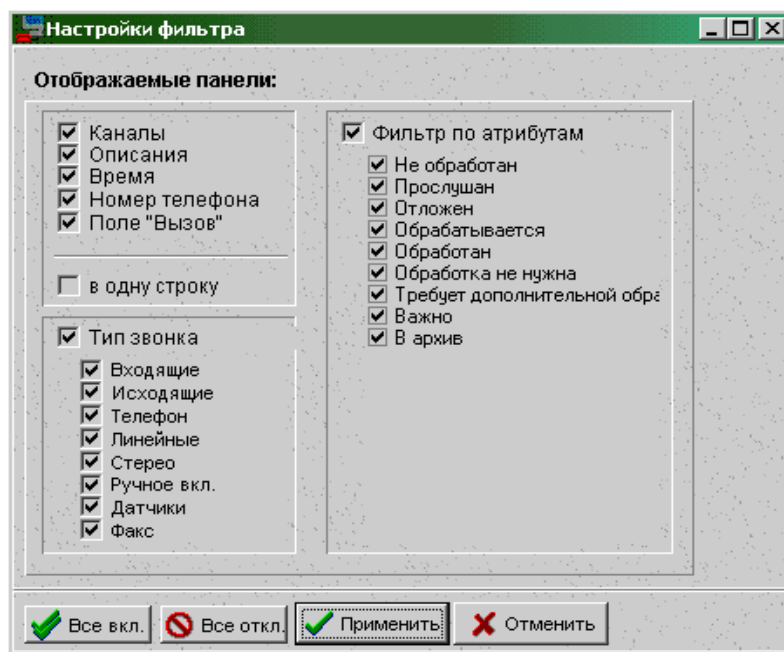 Настройки фильтра
Отображаемые панели:
Каналы
Описания
Время
Номер телефона
Поле "Вызов"
в одну строку
Тип звонка
Входящие
Исходящие
Телефон
Линейные
Стерео
Ручное вкл.
Датчики
Факс
Фильтр по атрибутам
Не обработан
Прослушан
Отложен
Обрабатывается
Обработан
Обработка не нужна
Требует дополнительной обра
Важно
В архив
Все вкл.
Все откл.
Применить
Отменить